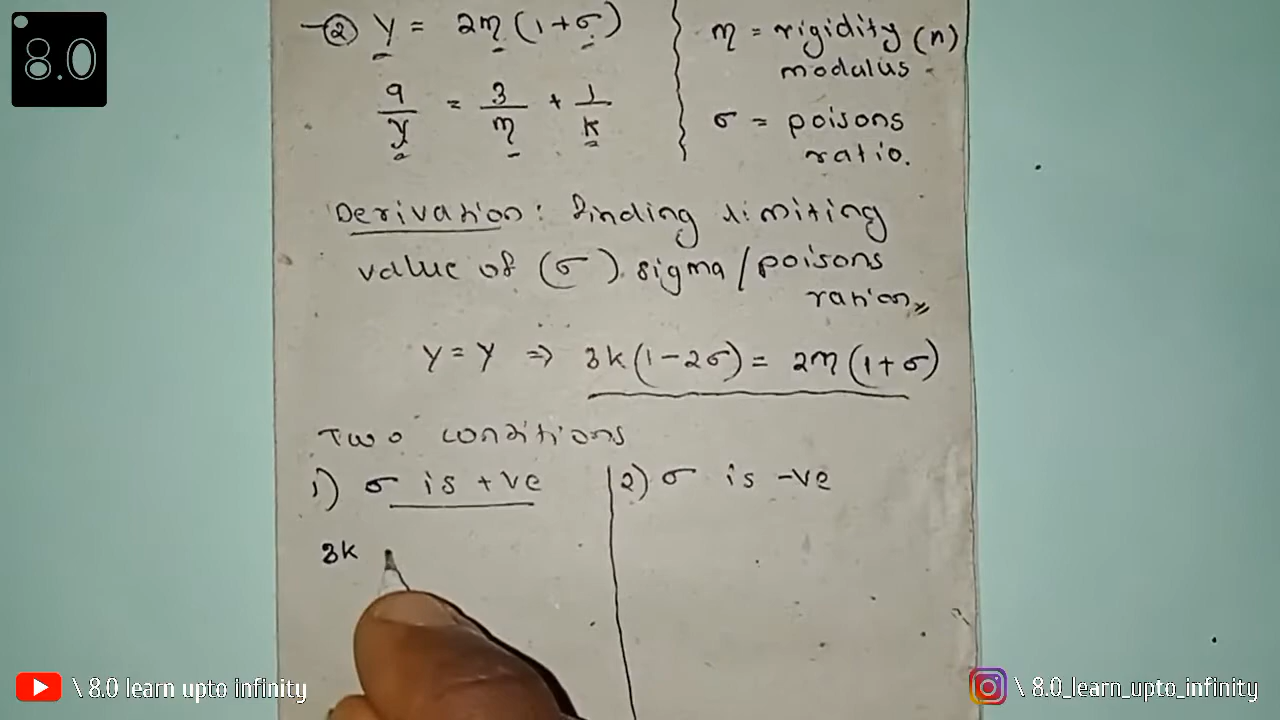 8.0
② y = 2η (1+σ)
9/y = 3/η + 1/k
η = rigidity (n)
modalus
σ = poisons
ratio.
Derivation: finding limiting
value of (σ) sigma / poisons
ration
y = y ⇒ 3k(1-2σ) = 2η(1+σ)
Two conditions
1) σ is +ve
2) σ is -ve
3k
\ 8.0 learn upto infinity
\ 8.0_learn_upto_infinity